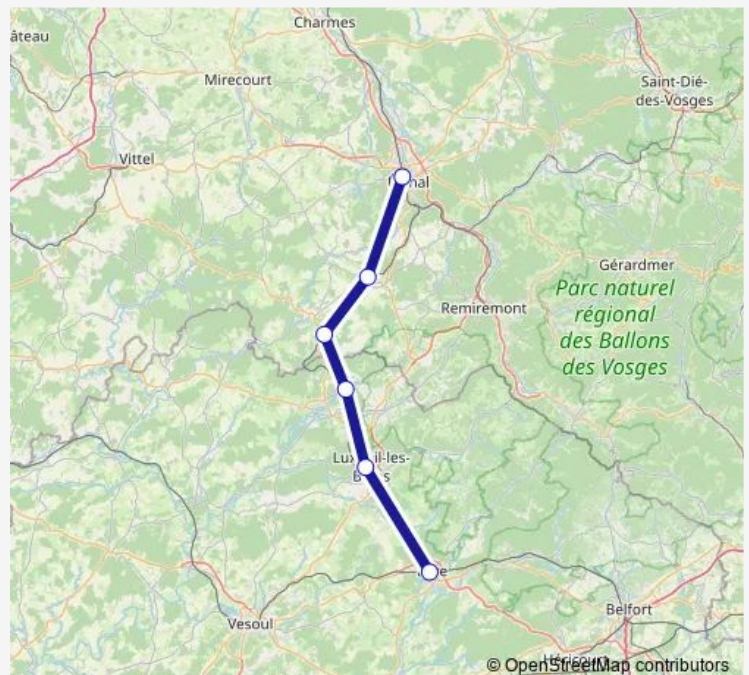 Charmes
âteau
Mirecourt
Saint-Dié-
des-Vosges
Vittel
Gérardmer
Parc naturel
régional
des Ballons
des Vosges
Remiremont
Belfort
Vesoul
© OpenStreetMap contributors